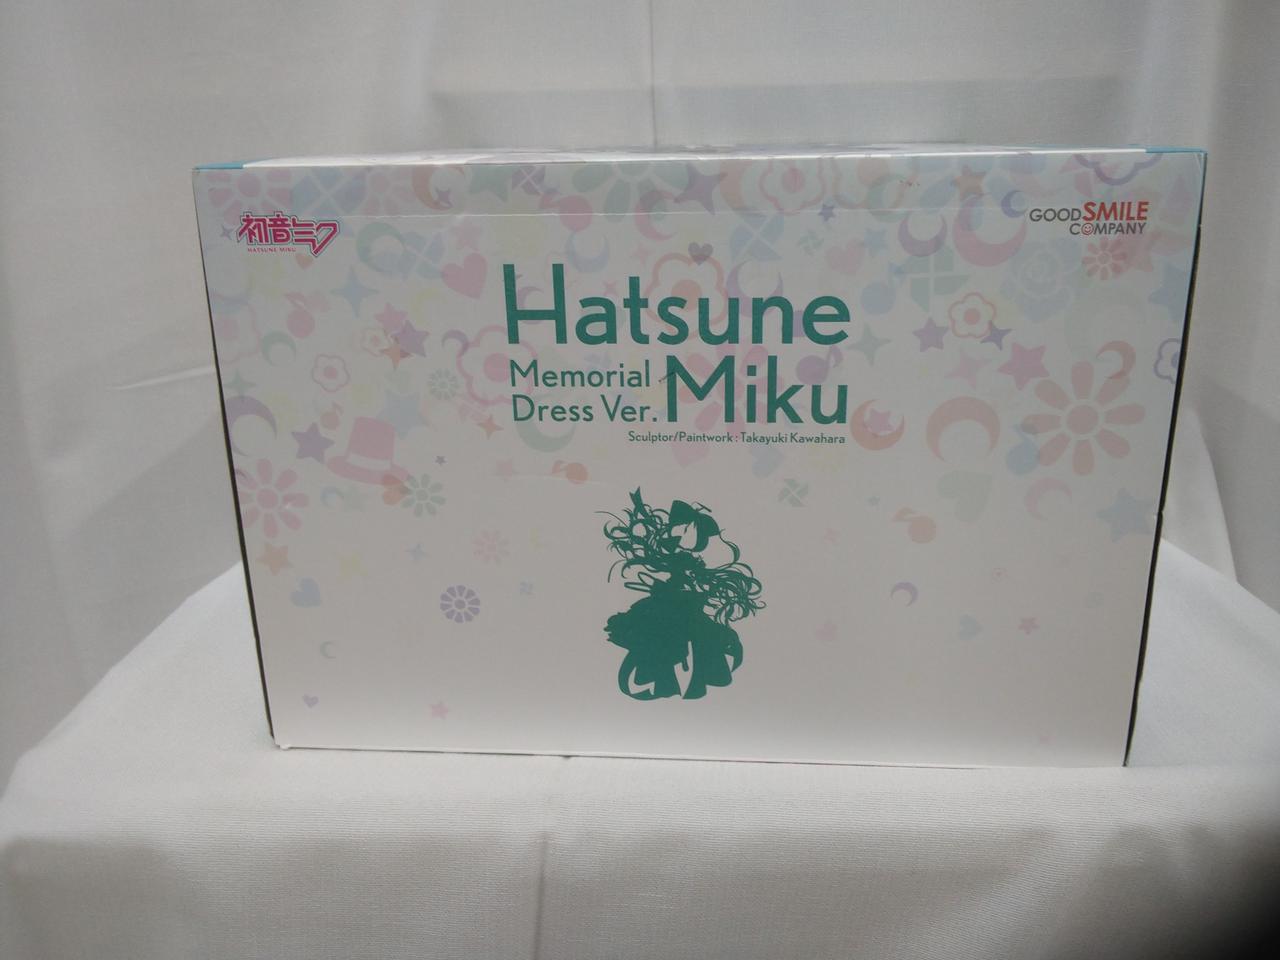 初音ミク
HATSUNE MIKU
GOOD SMILE
COMPANY
Hatsune
Miku
Memorial
Dress Ver.
Sculptor/Paintwork : Takayuki Kawahara